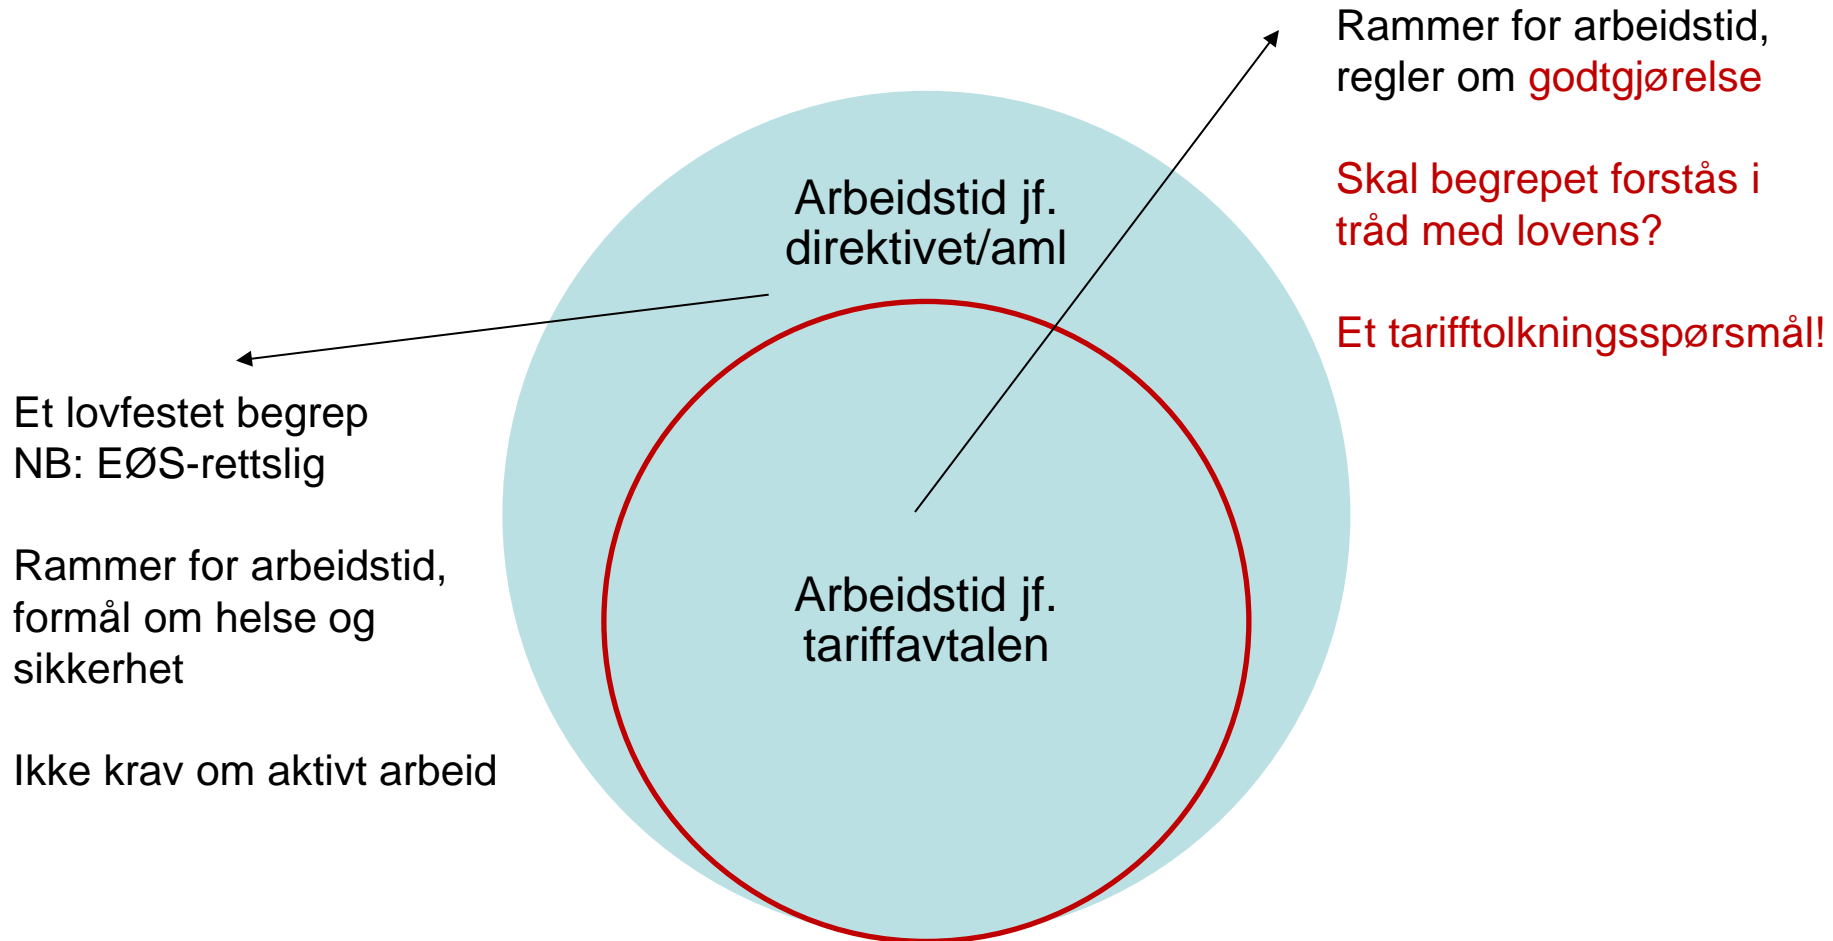 Rammer for arbeidstid,
regler om godtgjørelse
Skal begrepet forstås i
tråd med lovens?
Et tarifftolkningsspørsmål!
Arbeidstid jf.
direktivet/aml
Et lovfestet begrep
NB: EØS-rettslig
Rammer for arbeidstid,
formål om helse og
sikkerhet
Ikke krav om aktivt arbeid
Arbeidstid jf.
tariffavtalen